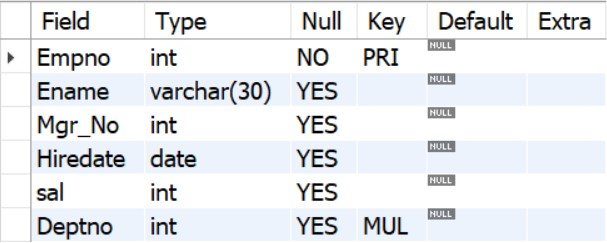 Field Type Null Key Default Extra
Empno int NO PRI NULL
Ename varchar(30) YES NULL
Mgr_No int YES NULL
Hiredate date YES NULL
sal int YES NULL
Deptno int YES MUL NULL